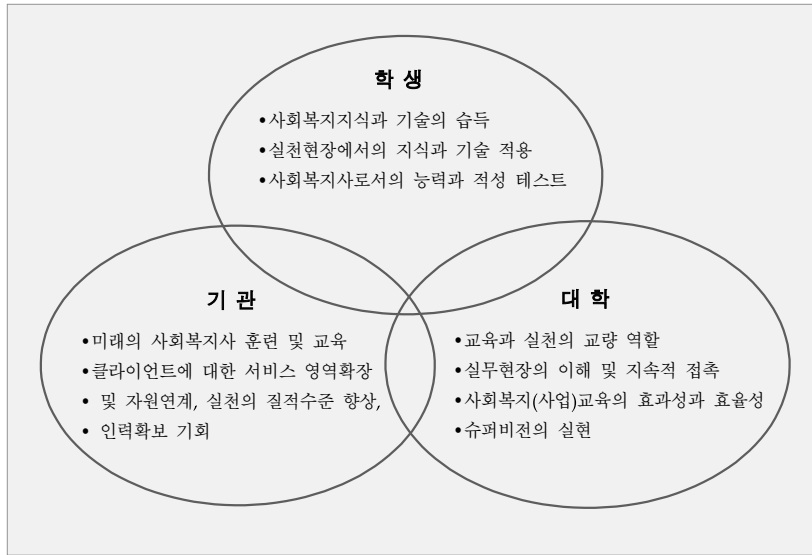 학 생
•사회복지지식과 기술의 습득
•실천현장에서의 지식과 기술 적용
•사회복지사로서의 능력과 적성 테스트
기 관
•미래의 사회복지사 훈련 및 교육
•클라이언트에 대한 서비스 영역확장
• 및 자원연계, 실천의 질적수준 향상,
• 인력확보 기회
대 학
•교육과 실천의 교량 역할
•실무현장의 이해 및 지속적 접촉
•사회복지(사업)교육의 효과성과 효율성
•슈퍼비전의 실현